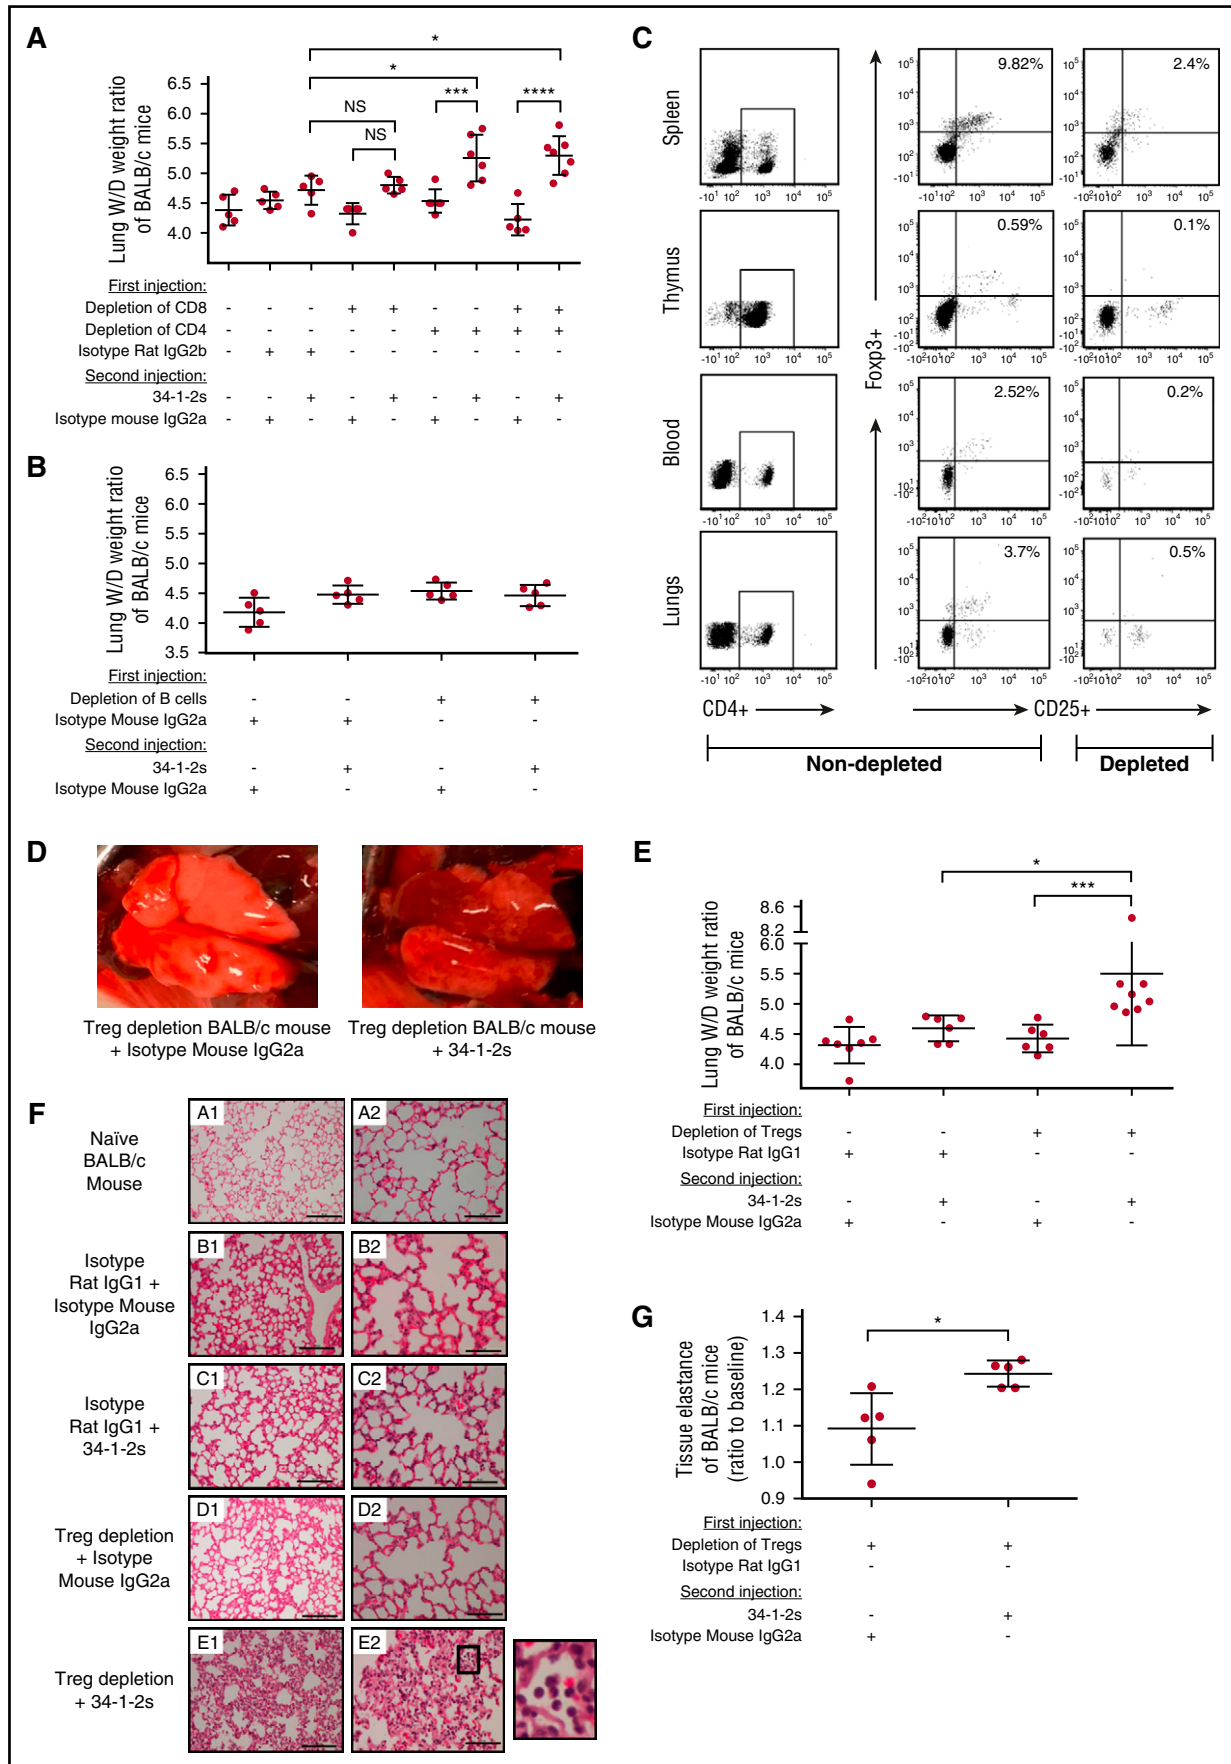 A
Lung W/D weight ratio
of BALB/c mice
6.5
6.0
5.5
5.0
4.5
4.0
*
*
NS
NS
***
****
First injection:
Depletion of CD8 - - - + + - - + +
Depletion of CD4 - - - - - + + + +
Isotype Rat IgG2b - + + - - - - - -
Second injection:
34-1-2s - - + - + - + - +
Isotype mouse IgG2a - + - + - + - + -
B
Lung W/D weight ratio
of BALB/c mice
6.5
6.0
5.5
5.0
4.5
4.0
3.5
First injection:
Depletion of B cells - - + +
Isotype Mouse IgG2a + + - -
Second injection:
34-1-2s - + - +
Isotype Mouse IgG2a + - + -
C
Spleen
9.82%
2.4%
Thymus
0.59%
0.1%
Blood
2.52%
0.2%
Lungs
3.7%
0.5%
Foxp3+
CD4+
CD25+
Non-depleted
Depleted
D
Treg depletion BALB/c mouse
+ Isotype Mouse IgG2a
Treg depletion BALB/c mouse
+ 34-1-2s
E
Lung W/D weight ratio
of BALB/c mice
8.6
8.2
6.0
5.5
5.0
4.5
4.0
*
***
First injection:
Depletion of Tregs - - + +
Isotype Rat IgG1 + + - -
Second injection:
34-1-2s - + - +
Isotype Mouse IgG2a + - + -
F
Naïve
BALB/c
Mouse
A1
A2
Isotype
Rat IgG1 +
Isotype Mouse
IgG2a
B1
B2
Isotype
Rat IgG1 +
34-1-2s
C1
C2
Treg depletion
+ Isotype
Mouse IgG2a
D1
D2
Treg depletion
+ 34-1-2s
E1
E2
G
Tissue elastance
of BALB/c mice
(ratio to baseline)
1.4
1.3
1.2
1.1
1.0
0.9
*
First injection:
Depletion of Tregs + +
Isotype Rat IgG1 - -
Second injection:
34-1-2s - +
Isotype Mouse IgG2a + -